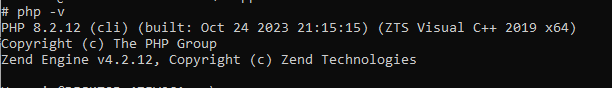 # php -v
PHP 8.2.12 (cli) (built: Oct 24 2023 21:15:15) (ZTS Visual C++ 2019 x64)
Copyright (c) The PHP Group
Zend Engine v4.2.12, Copyright (c) Zend Technologies